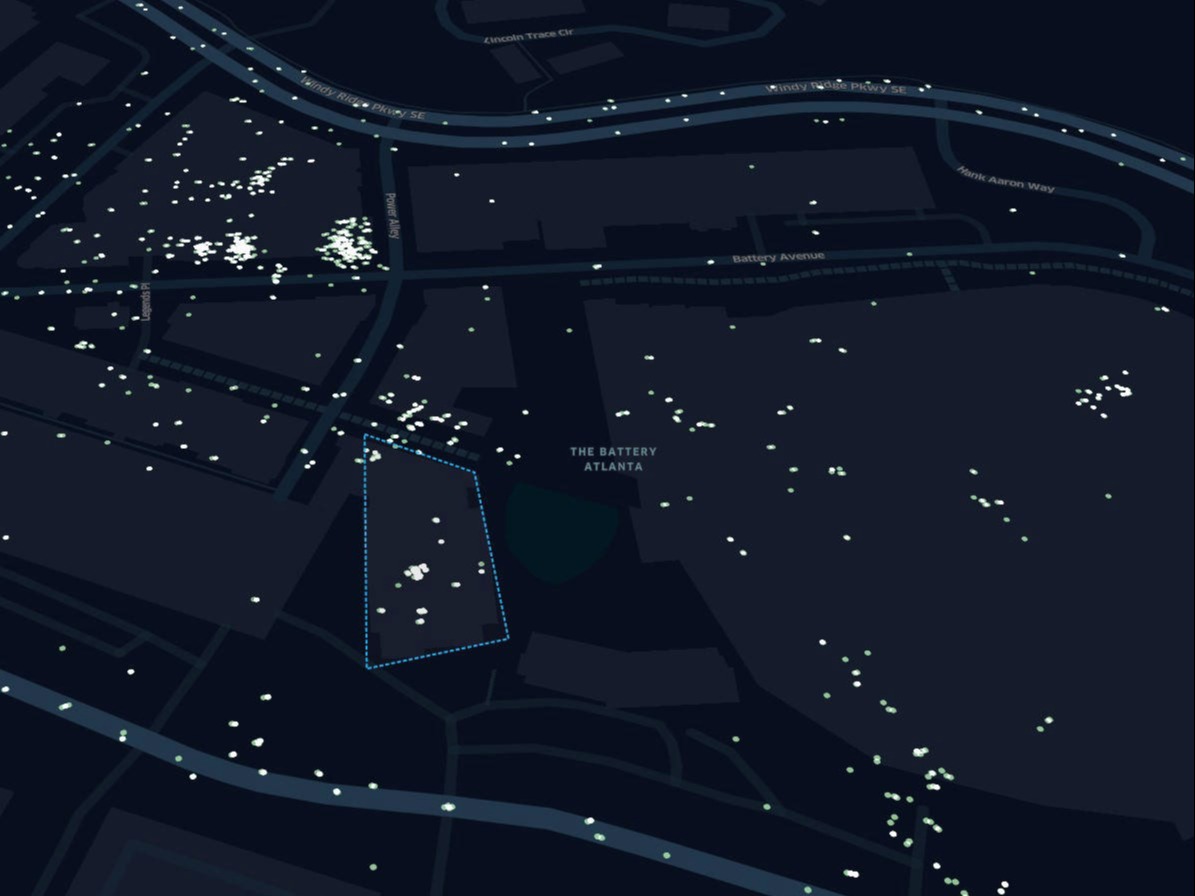 Lincoln Trace Cir
Windy Ridge Pkwy SE
Windy Ridge Pkwy SE
Hank Aaron Way
Power Alley
Battery Avenue
Legends Pl
THE BATTERY
ATLANTA